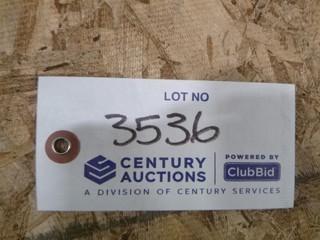 LOT NO
3536
CENTURY AUCTIONS
POWERED BY
ClubBid
A DIVISION OF CENTURY SERVICES